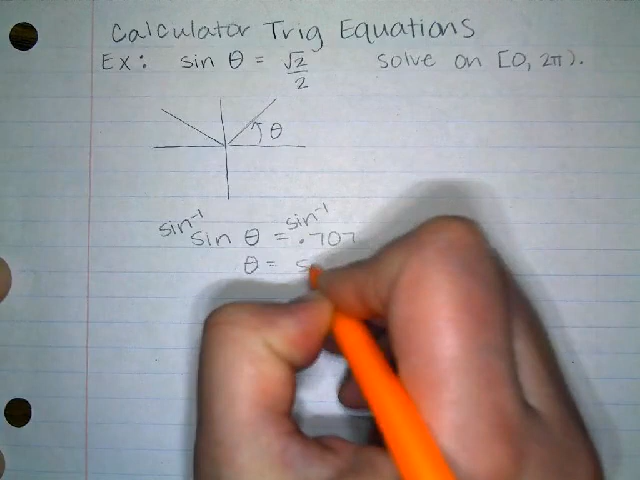 Calculator Trig Equations
Ex: sin θ = √2/2 solve on [0, 2π).
θ
sin⁻¹ sin θ = sin⁻¹ .707
θ = s